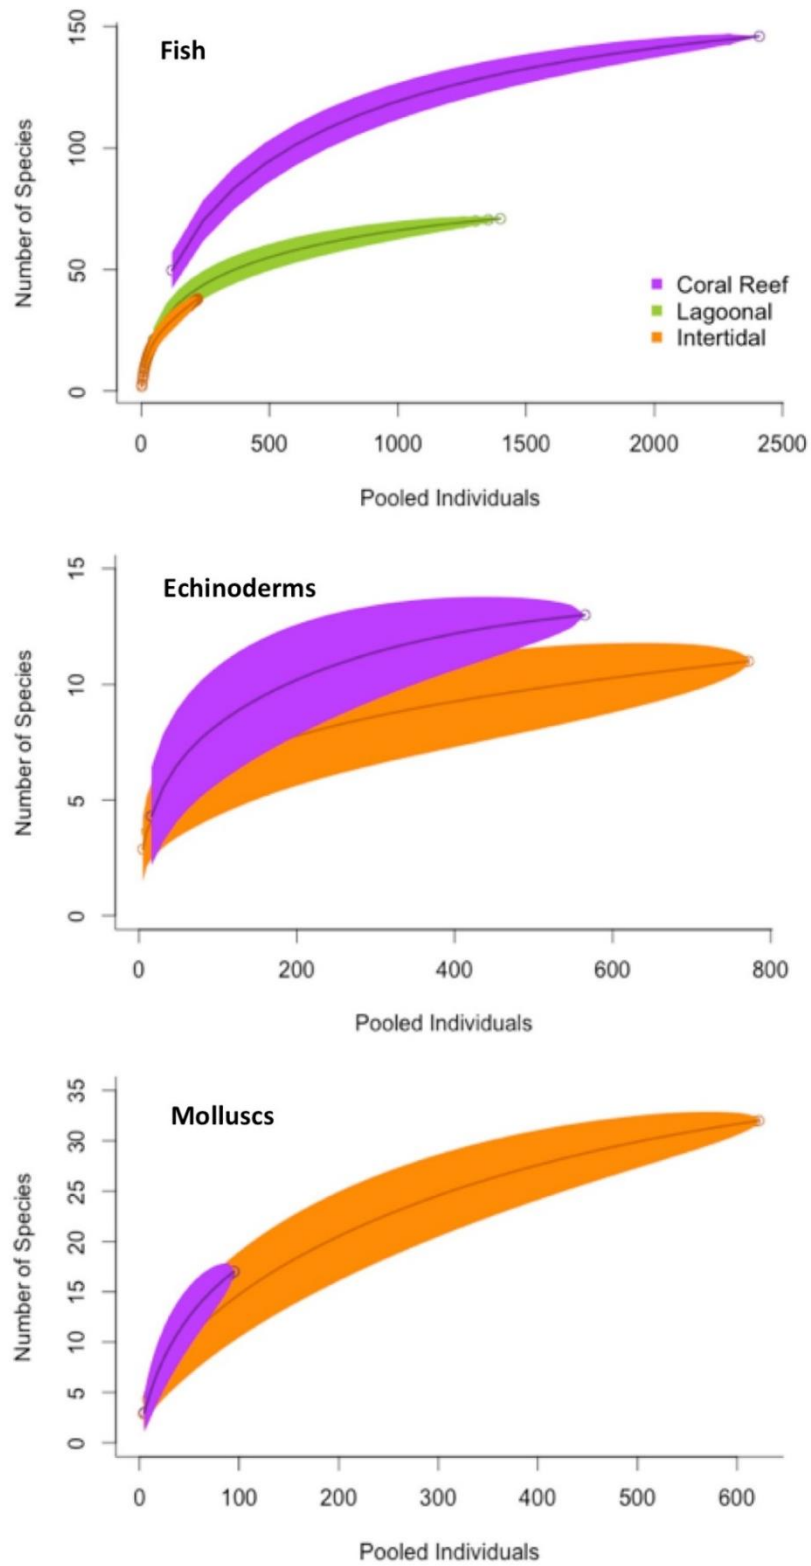 Fish
Number of Species
150
100
50
0
Coral Reef
Lagoonal
Intertidal
0 500 1000 1500 2000 2500
Pooled Individuals
Echinoderms
Number of Species
15
10
5
0
0 200 400 600 800
Pooled Individuals
Molluscs
Number of Species
35
30
25
20
15
10
5
0
0 100 200 300 400 500 600
Pooled Individuals